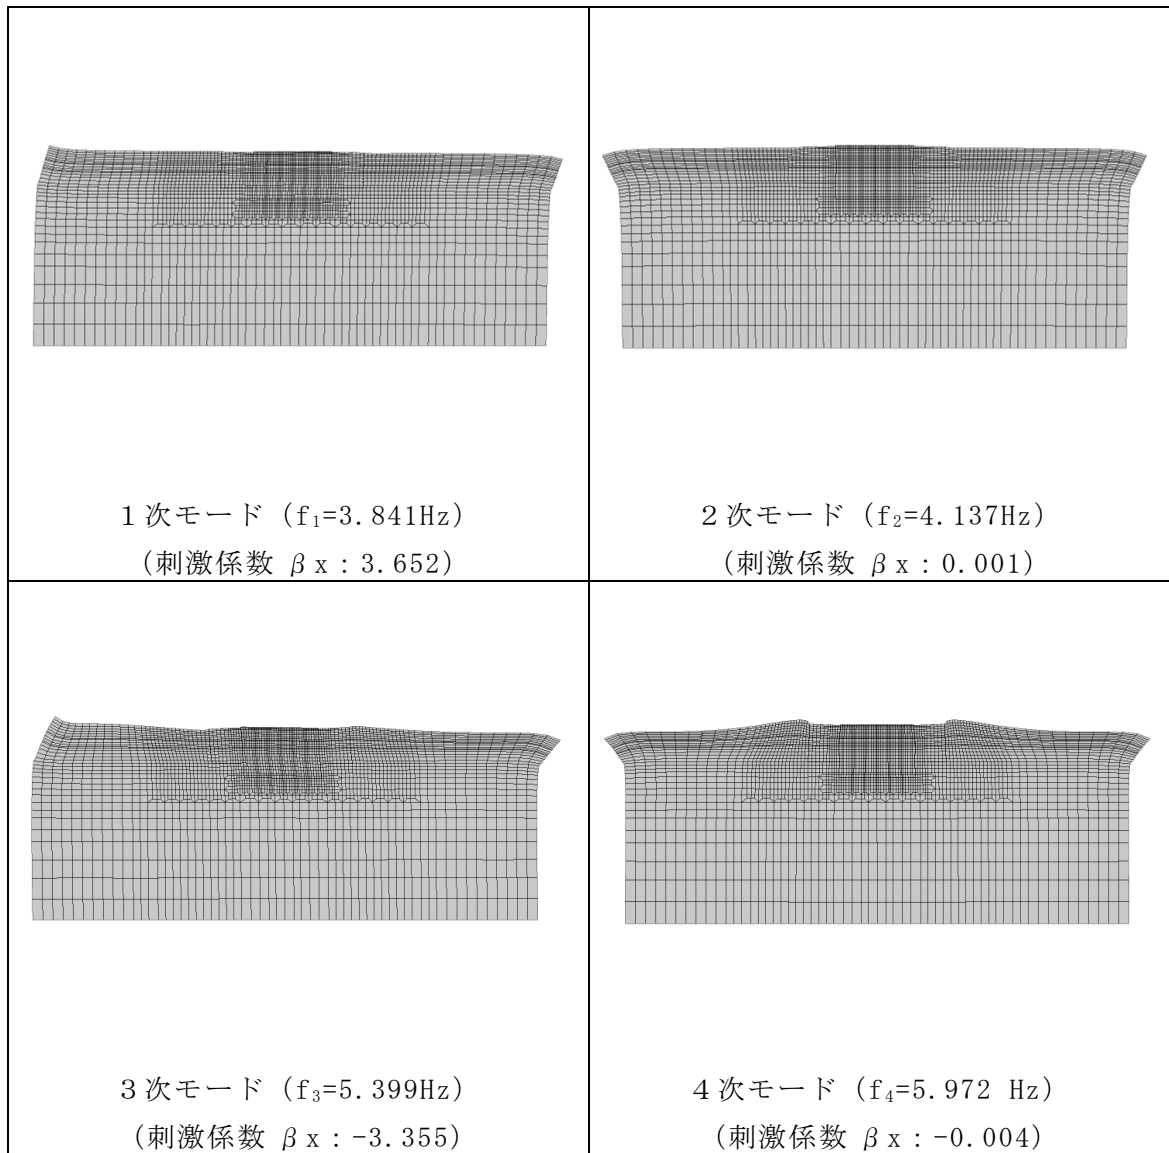 1次モード (f₁=3.841Hz)
(刺激係数 βx:3.652)
2次モード (f₂=4.137Hz)
(刺激係数 βx:0.001)
3次モード (f₃=5.399Hz)
(刺激係数 βx:-3.355)
4次モード (f₄=5.972 Hz)
(刺激係数 βx:-0.004)